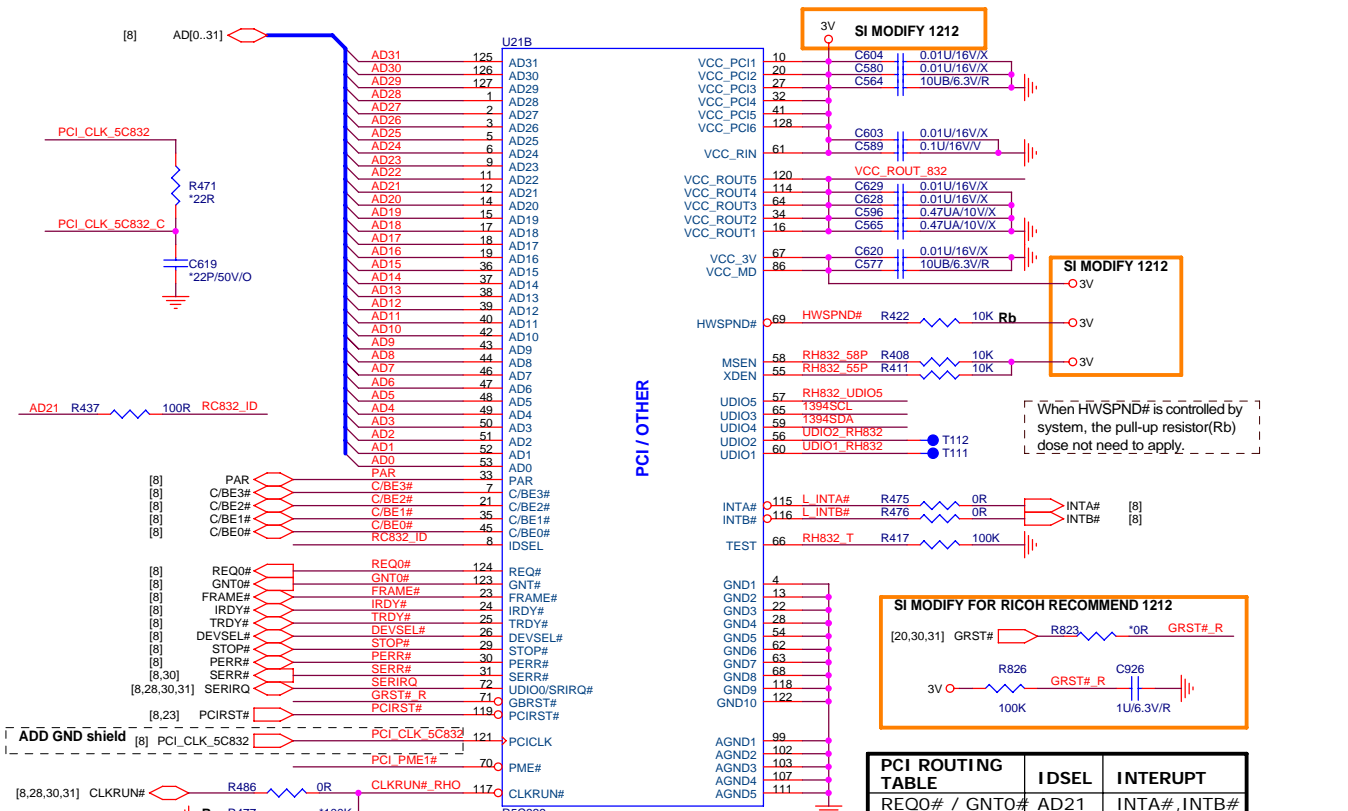 [8] AD[0..31]
U21B
3V SI MODIFY 1212
AD31 125 AD31
AD30 126 AD30
AD29 127 AD29
AD28 1 AD28
AD27 2 AD27
AD26 3 AD26
AD25 5 AD25
AD24 6 AD24
AD23 9 AD23
AD22 11 AD22
AD21 12 AD21
AD20 14 AD20
AD19 15 AD19
AD18 17 AD18
AD17 18 AD17
AD16 19 AD16
AD15 36 AD15
AD14 37 AD14
AD13 38 AD13
AD12 39 AD12
AD11 40 AD11
AD10 42 AD10
AD9 43 AD9
AD8 44 AD8
AD7 46 AD7
AD6 47 AD6
AD5 48 AD5
AD4 49 AD4
AD3 50 AD3
AD2 51 AD2
AD1 52 AD1
AD0 53 AD0
PCI_CLK_5C832
R471
*22R
PCI_CLK_5C832_C
C619
*22P/50V/O
AD21 R437 100R RC832_ID
[8] PAR PAR 33 PAR
[8] C/BE3# C/BE3# 7 C/BE3#
[8] C/BE2# C/BE2# 21 C/BE2#
[8] C/BE1# C/BE1# 35 C/BE1#
[8] C/BE0# C/BE0# 45 C/BE0#
RC832_ID 8 IDSEL
[8] REQ0# REQ0# 124 REQ#
[8] GNT0# GNT0# 123 GNT#
[8] FRAME# FRAME# 23 FRAME#
[8] IRDY# IRDY# 24 IRDY#
[8] TRDY# TRDY# 25 TRDY#
[8] DEVSEL# DEVSEL# 26 DEVSEL#
[8] STOP# STOP# 29 STOP#
[8] PERR# PERR# 30 PERR#
[8,30] SERR# SERR# 31 SERR#
[8,28,30,31] SERIRQ SERIRQ 72 UDIO0/SRIRQ#
GRST#_R 71 GBRST#
[8,23] PCIRST# PCIRST# 119 PCIRST#
ADD GND shield [8] PCI_CLK_5C832 PCI_CLK_5C832 121 PCICLK
PCI_PME1# 70 PME#
[8,28,30,31] CLKRUN# R486 0R CLKRUN#_RHO 117 CLKRUN#
PCI / OTHER
VCC_PCI1 10 C604 0.01U/16V/X
VCC_PCI2 20 C580 0.01U/16V/X
VCC_PCI3 27 C564 10UB/6.3V/R
VCC_PCI4 32
VCC_PCI5 41
VCC_PCI6 128
C603 0.01U/16V/X
VCC_RIN 61 C589 0.1U/16V/V
VCC_ROUT5 120 VCC_ROUT_832
VCC_ROUT4 114 C629 0.01U/16V/X
VCC_ROUT3 64 C628 0.01U/16V/X
VCC_ROUT2 34 C596 0.47UA/10V/X
VCC_ROUT1 16 C565 0.47UA/10V/X
VCC_3V 67 C620 0.01U/16V/X
VCC_MD 86 C577 10UB/6.3V/R
SI MODIFY 1212
3V
HWSPND# 69 HWSPND# R422 10K Rb 3V
MSEN 58 RH832_58P R408 10K 3V
XDEN 55 RH832_55P R411 10K
UDIO5 57 RH832_UDIO5
UDIO3 65 1394SCL
UDIO4 59 1394SDA
UDIO2 56 UDIO2_RH832 T112
UDIO1 60 UDIO1_RH832 T111
When HWSPND# is controlled by
system, the pull-up resistor(Rb)
dose not need to apply.
INTA# 115 L_INTA# R475 0R INTA# [8]
INTB# 116 L_INTB# R476 0R INTB# [8]
TEST 66 RH832_T R417 100K
GND1 4
GND2 13
GND3 22
GND4 28
GND5 54
GND6 62
GND7 63
GND8 68
GND9 118
GND10 122
AGND1 99
AGND2 102
AGND3 103
AGND4 107
AGND5 111
SI MODIFY FOR RICOH RECOMMEND 1212
[20,30,31] GRST# R823 *0R GRST#_R
R826 C926
3V GRST#_R
100K 1U/6.3V/R
PCI ROUTING
TABLE IDSEL INTERUPT
REQ0# / GNT0# AD21 INTA#,INTB#